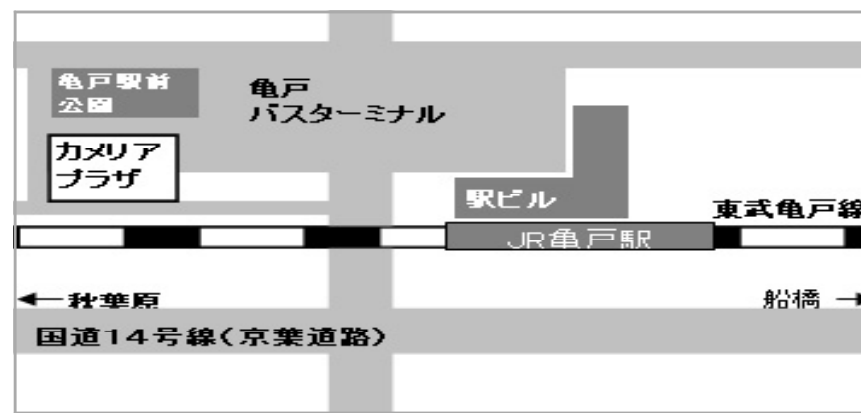 亀戸駅前
公園
亀戸
バスターミナル
カメリア
プラザ
駅ビル
東武亀戸線
JR亀戸駅
←秋葉原
船橋→
国道14号線(京葉道路)